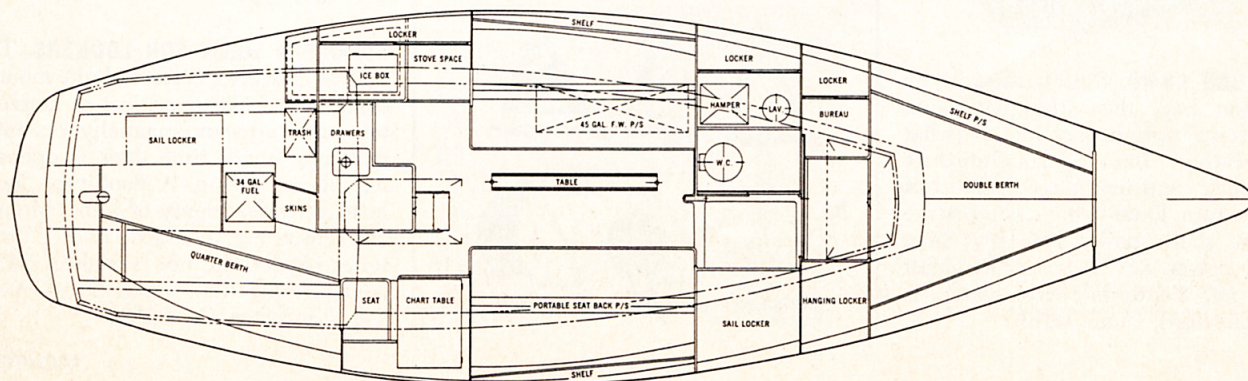 SHELF
LOCKER
STOVE SPACE
ICE BOX
LOCKER
LOCKER
HAMPER
LAV.
BUREAU
SHELF P/S
TRASH
DRAWERS
45 GAL. F.W. P/S
SAIL LOCKER
W.C.
34 GAL.
FUEL
SKINS
TABLE
DOUBLE BERTH
QUARTER BERTH
SEAT
CHART TABLE
PORTABLE SEAT BACK P/S
SAIL LOCKER
HANGING LOCKER
SHELF